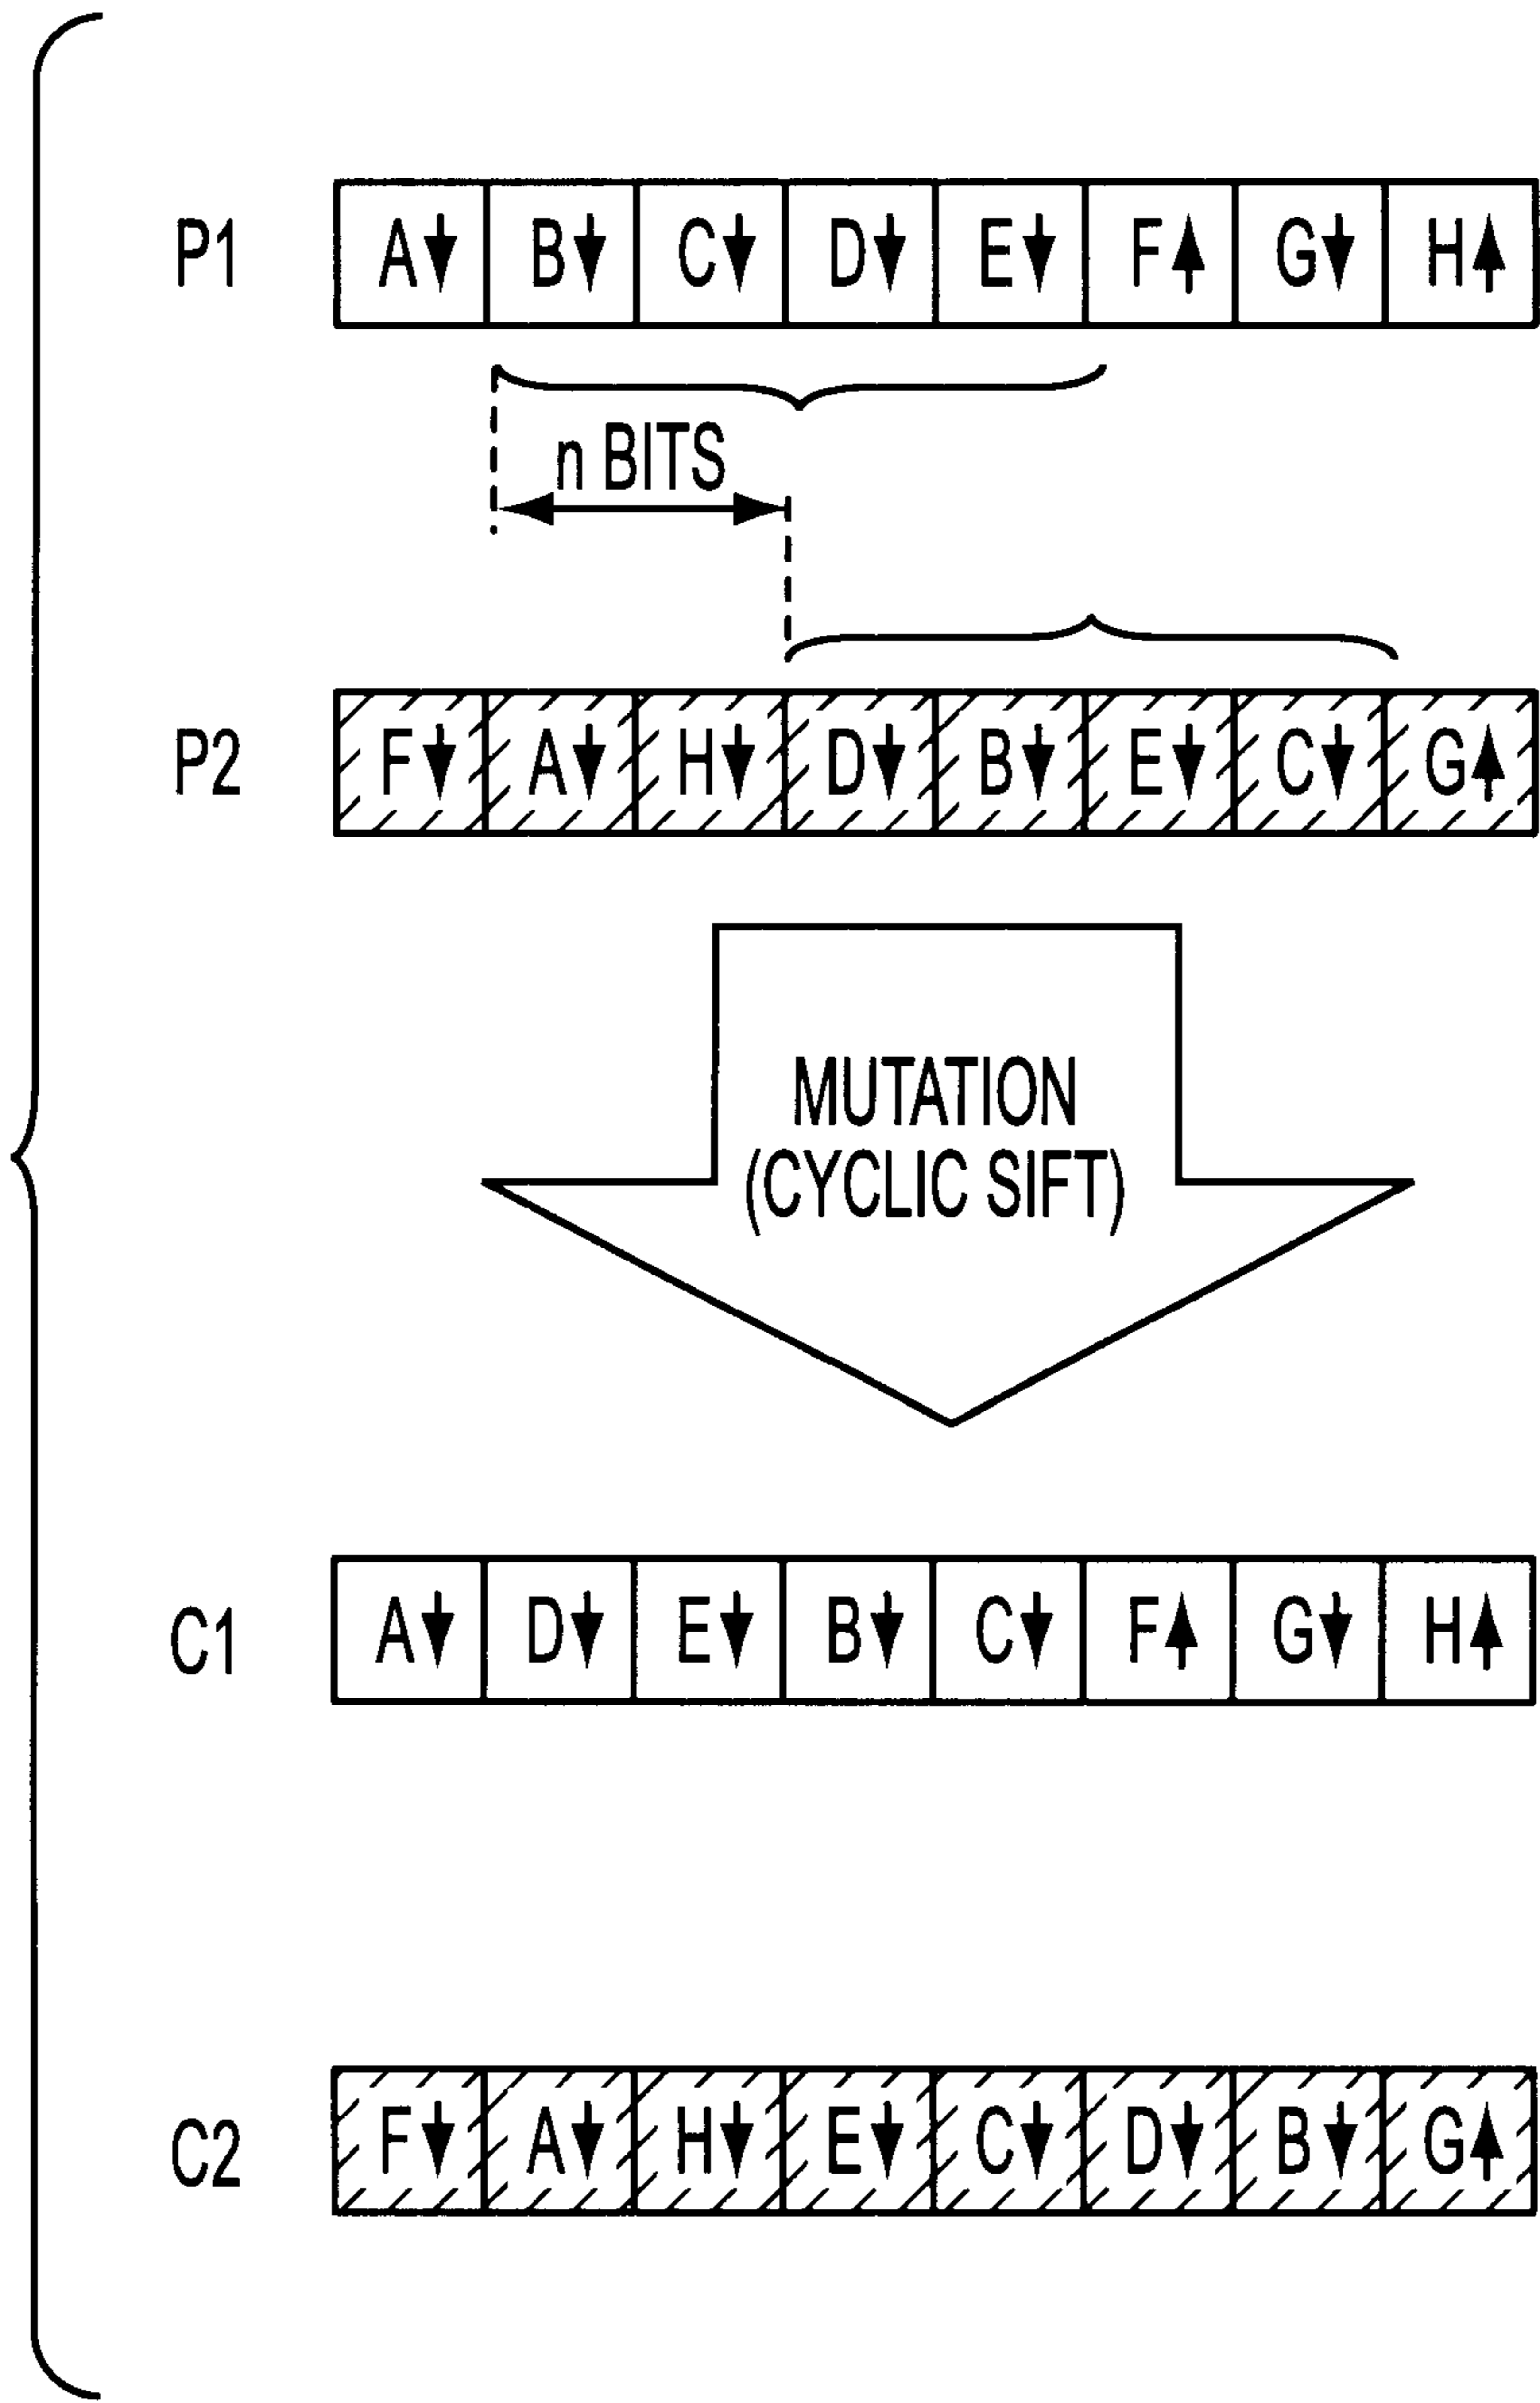 P1 A↓ B↓ C↓ D↓ E↓ F↑ G↓ H↑
n BITS
P2 F↓ A↓ H↓ D↓ B↓ E↓ C↓ G↑
MUTATION
(CYCLIC SIFT)
C1 A↓ D↓ E↓ B↓ C↓ F↑ G↓ H↑
C2 F↓ A↓ H↓ E↓ C↓ D↓ B↓ G↑